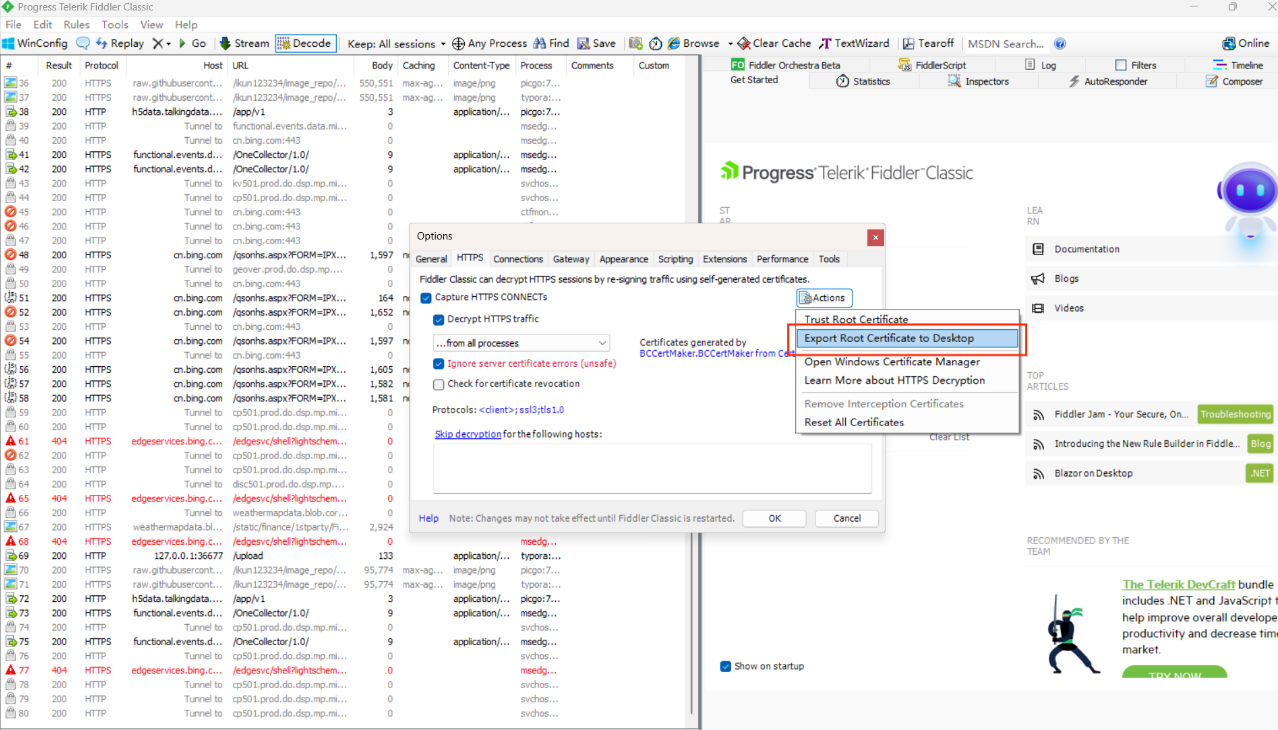 Progress Telerik Fiddler Classic
File Edit Rules Tools View Help
WinConfig Replay Go Stream Decode Keep: All sessions Any Process Find Save Browse Clear Cache TextWizard Tearoff MSDN Search... Online
# Result Protocol Host URL Body Caching Content-Type Process Comments Custom
36 200 HTTPS raw.githubusercont... /ikun123234/image_repo/... 550,551 max-ag... image/png picgo:7...
37 200 HTTPS raw.githubusercont... /ikun123234/image_repo/... 550,551 max-ag... image/png typora:...
38 200 HTTP h5data.talkingdata.... /app/v1 3 application/... picgo:7...
39 200 HTTP Tunnel to functional.events.data.mi... 0 msedg...
40 200 HTTP Tunnel to cn.bing.com:443 0 msedg...
41 200 HTTPS functional.events.d... /OneCollector/1.0/ 9 application/... msedg...
42 200 HTTPS functional.events.d... /OneCollector/1.0/ 9 application/... msedg...
43 200 HTTP Tunnel to kv501.prod.do.dsp.mp.mi... 0 svchos...
44 200 HTTP Tunnel to cp501.prod.do.dsp.mp.mi... 0 svchos...
45 200 HTTP Tunnel to cn.bing.com:443 0 ctfmon...
46 200 HTTP Tunnel to cn.bing.com:443 0
47 200 HTTP Tunnel to cn.bing.com:443 0
48 200 HTTPS cn.bing.com /qsonhs.aspx?FORM=IPX... 1,597
49 200 HTTP Tunnel to geover.prod.do.dsp.mp.... 0
50 200 HTTP Tunnel to cn.bing.com:443 0
51 200 HTTPS cn.bing.com /qsonhs.aspx?FORM=IPX... 164
52 200 HTTPS cn.bing.com /qsonhs.aspx?FORM=IPX... 1,652
53 200 HTTP Tunnel to cn.bing.com:443 0
54 200 HTTPS cn.bing.com /qsonhs.aspx?FORM=IPX... 1,597
55 200 HTTP Tunnel to cn.bing.com:443 0
56 200 HTTPS cn.bing.com /qsonhs.aspx?FORM=IPX... 1,605
57 200 HTTPS cn.bing.com /qsonhs.aspx?FORM=IPX... 1,582
58 200 HTTPS cn.bing.com /qsonhs.aspx?FORM=IPX... 1,581
59 200 HTTP Tunnel to cp501.prod.do.dsp.mp.mi... 0
60 200 HTTP Tunnel to cp501.prod.do.dsp.mp.mi... 0
61 404 HTTPS edgeservices.bing.c... /edgesvc/shell?lightschem... 0
62 200 HTTP Tunnel to cp501.prod.do.dsp.mp.mi... 0
63 200 HTTP Tunnel to cp501.prod.do.dsp.mp.mi... 0
64 200 HTTP Tunnel to disc501.prod.do.dsp.mp.... 0
65 404 HTTPS edgeservices.bing.c... /edgesvc/shell?lightschem... 0
66 200 HTTP Tunnel to weathermapdata.blob.cor... 0
67 200 HTTPS weathermapdata.bl... /static/finance/1stparty/Fi... 2,924
68 404 HTTPS edgeservices.bing.c... /edgesvc/shell?lightschem... 0 msedg...
69 200 HTTP 127.0.0.1:36677 /upload 133 application/... typora:...
70 200 HTTPS raw.githubusercont... /ikun123234/image_repo/... 95,774 max-ag... image/png picgo:7...
71 200 HTTPS raw.githubusercont... /ikun123234/image_repo/... 95,774 max-ag... image/png typora:...
72 200 HTTP h5data.talkingdata.... /app/v1 3 application/... picgo:7...
73 200 HTTPS functional.events.d... /OneCollector/1.0/ 9 application/... msedg...
74 200 HTTP Tunnel to cp501.prod.do.dsp.mp.mi... 0 svchos...
75 200 HTTPS functional.events.d... /OneCollector/1.0/ 9 application/... msedg...
76 200 HTTP Tunnel to cp501.prod.do.dsp.mp.mi... 0 svchos...
77 404 HTTPS edgeservices.bing.c... /edgesvc/shell?lightschem... 0 msedg...
78 200 HTTP Tunnel to cp501.prod.do.dsp.mp.mi... 0 svchos...
79 200 HTTP Tunnel to cp501.prod.do.dsp.mp.mi... 0 svchos...
80 200 HTTP Tunnel to cp501.prod.do.dsp.mp.mi... 0 svchos...
Options
General HTTPS Connections Gateway Appearance Scripting Extensions Performance Tools
Fiddler Classic can decrypt HTTPS sessions by re-signing traffic using self-generated certificates.
Capture HTTPS CONNECTs
Actions
Decrypt HTTPS traffic
...from all processes
Certificates generated by
BCCertMaker.BCCertMaker from Cert
Ignore server certificate errors (unsafe)
Check for certificate revocation
Protocols: <client>;ssl3;tls1.0
Skip decryption for the following hosts:
Help Note: Changes may not take effect until Fiddler Classic is restarted. OK Cancel
Trust Root Certificate
Export Root Certificate to Desktop
Open Windows Certificate Manager
Learn More about HTTPS Decryption
Remove Interception Certificates
Reset All Certificates
Clear List
FO Fiddler Orchestra Beta FiddlerScript Log Filters Timeline
Get Started Statistics Inspectors AutoResponder Composer
Progress Telerik Fiddler Classic
ST
AR
LEA
RN
Documentation
Blogs
Videos
TOP
ARTICLES
Fiddler Jam - Your Secure, On... Troubleshooting
Introducing the New Rule Builder in Fiddle... Blog
Blazor on Desktop .NET
RECOMMENDED BY THE
TEAM
The Telerik DevCraft bundle
includes .NET and JavaScript
help improve overall develope
productivity and decrease tim
market.
TRY NOW
Show on startup